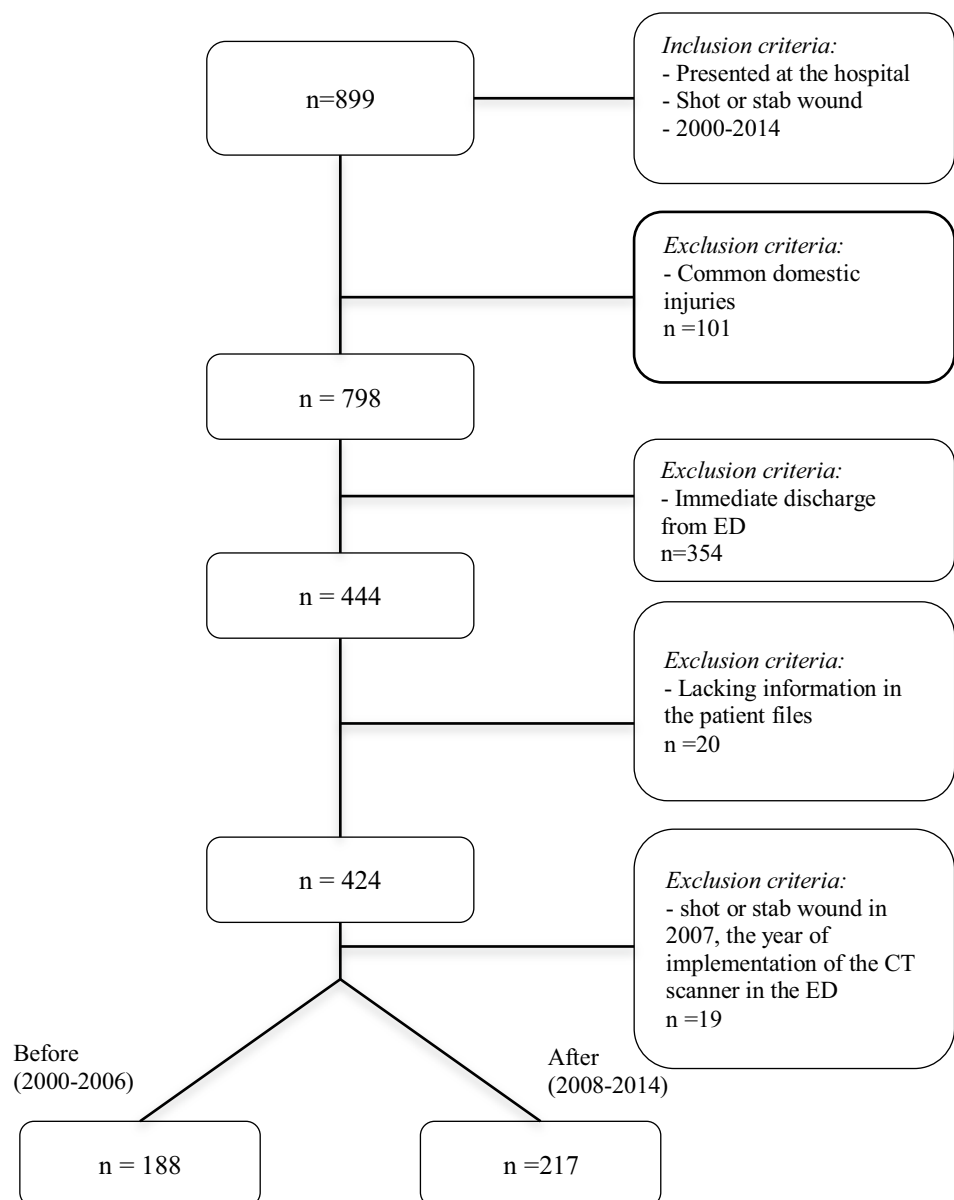 n=899
Inclusion criteria:
- Presented at the hospital
- Shot or stab wound
- 2000-2014
Exclusion criteria:
- Common domestic
injuries
n =101
n = 798
Exclusion criteria:
- Immediate discharge
from ED
n=354
n = 444
Exclusion criteria:
- Lacking information in
the patient files
n =20
n = 424
Exclusion criteria:
- shot or stab wound in
2007, the year of
implementation of the CT
scanner in the ED
n =19
Before
(2000-2006)
After
(2008-2014)
n = 188
n =217